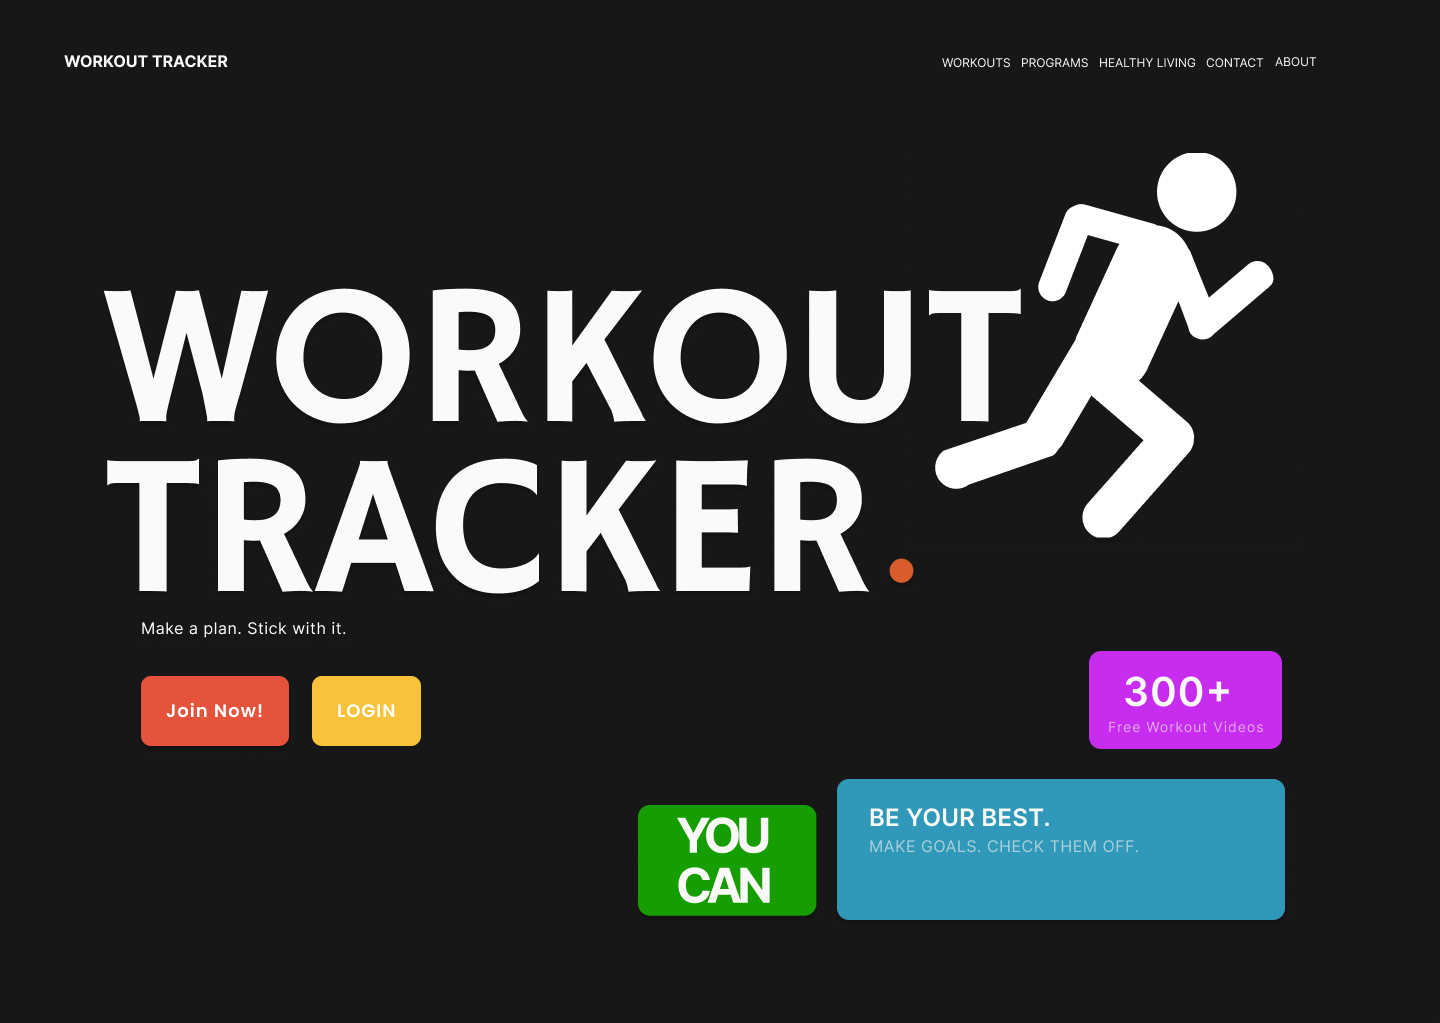 WORKOUT TRACKER
WORKOUTS PROGRAMS HEALTHY LIVING CONTACT ABOUT
WORKOUT
TRACKER.
Make a plan. Stick with it.
Join Now! LOGIN
300+
Free Workout Videos
YOU
CAN
BE YOUR BEST.
MAKE GOALS. CHECK THEM OFF.